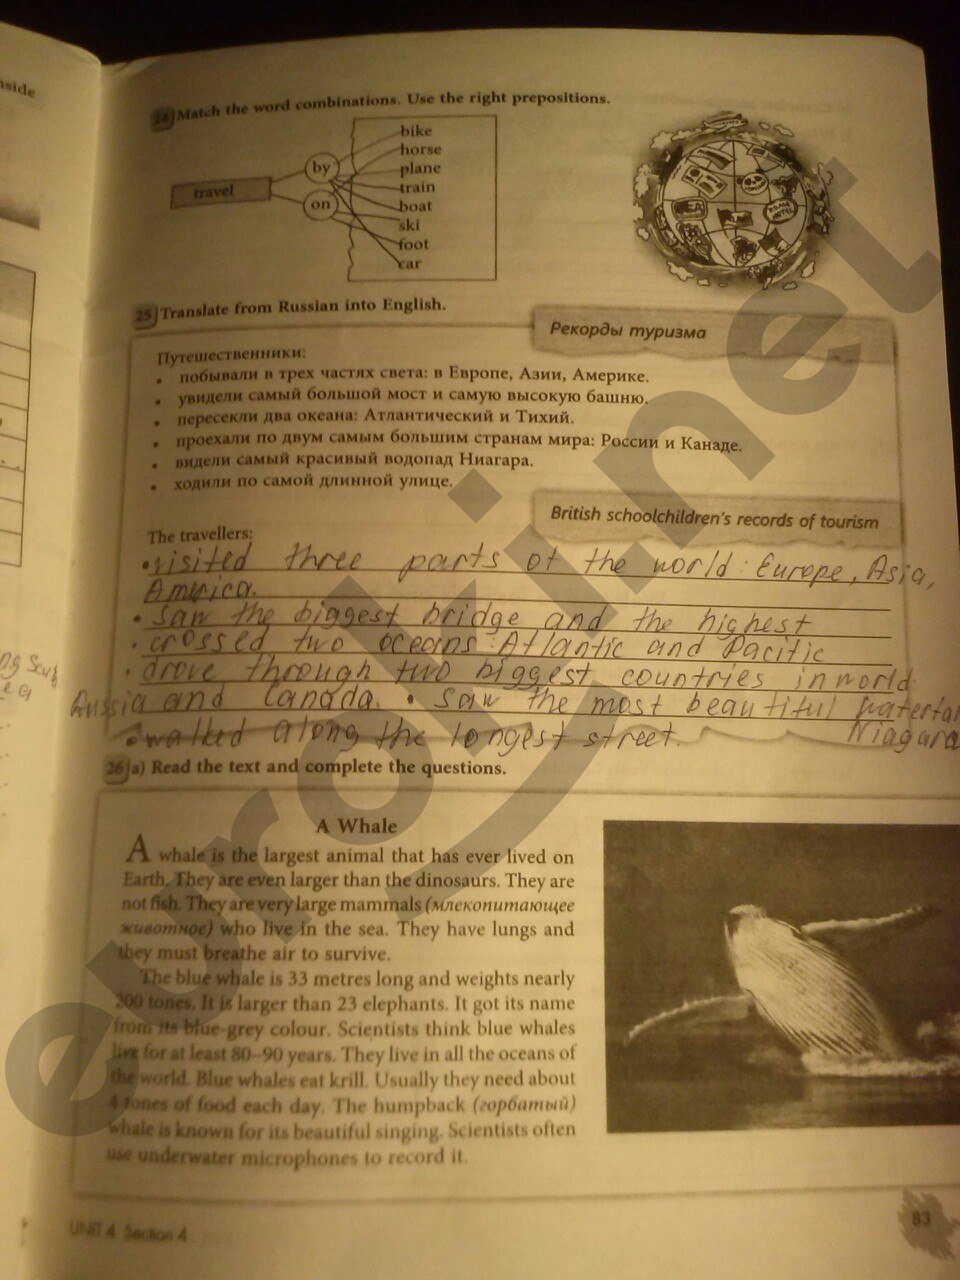 nside
24 Match the word combinations. Use the right prepositions.
travel
by
on
bike
horse
plane
train
boat
ski
foot
car
25 Translate from Russian into English.
Рекорды туризма
Путешественники:
• побывали в трех частях света: в Европе, Азии, Америке.
• увидели самый большой мост и самую высокую башню.
• пересекли два океана: Атлантический и Тихий.
• проехали по двум самым большим странам мира: России и Канаде.
• видели самый красивый водопад Ниагара.
• ходили по самой длинной улице.
British schoolchildren's records of tourism
The travellers:
• visited three parts of the world: Europe, Asia,
America.
• saw the biggest bridge and the highest
• crossed two oceans: Atlantic and Pacific
• drove through two biggest countries in world
Russia and Canada. • saw the most beautiful waterfal
Niagara
• walked along the longest street.
26 a) Read the text and complete the questions.
A Whale
A whale is the largest animal that has ever lived on
Earth. They are even larger than the dinosaurs. They are
not fish. They are very large mammals (млекопитающее
животное) who live in the sea. They have lungs and
they must breathe air to survive.
The blue whale is 33 metres long and weights nearly
200 tones. It is larger than 23 elephants. It got its name
from its blue-grey colour. Scientists think blue whales
live for at least 80–90 years. They live in all the oceans of
the world. Blue whales eat krill. Usually they need about
4 tones of food each day. The humpback (горбатый)
whale is known for its beautiful singing. Scientists often
use underwater microphones to record it.
UNIT 4 Section 4
83
erokin.net